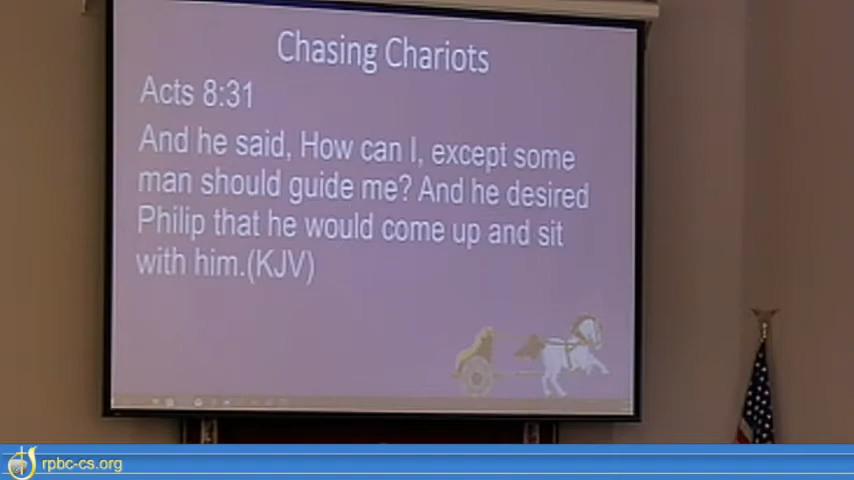 Chasing Chariots
Acts 8:31
And he said, How can I, except some
man should guide me? And he desired
Philip that he would come up and sit
with him.(KJV)
rpbc-cs.org